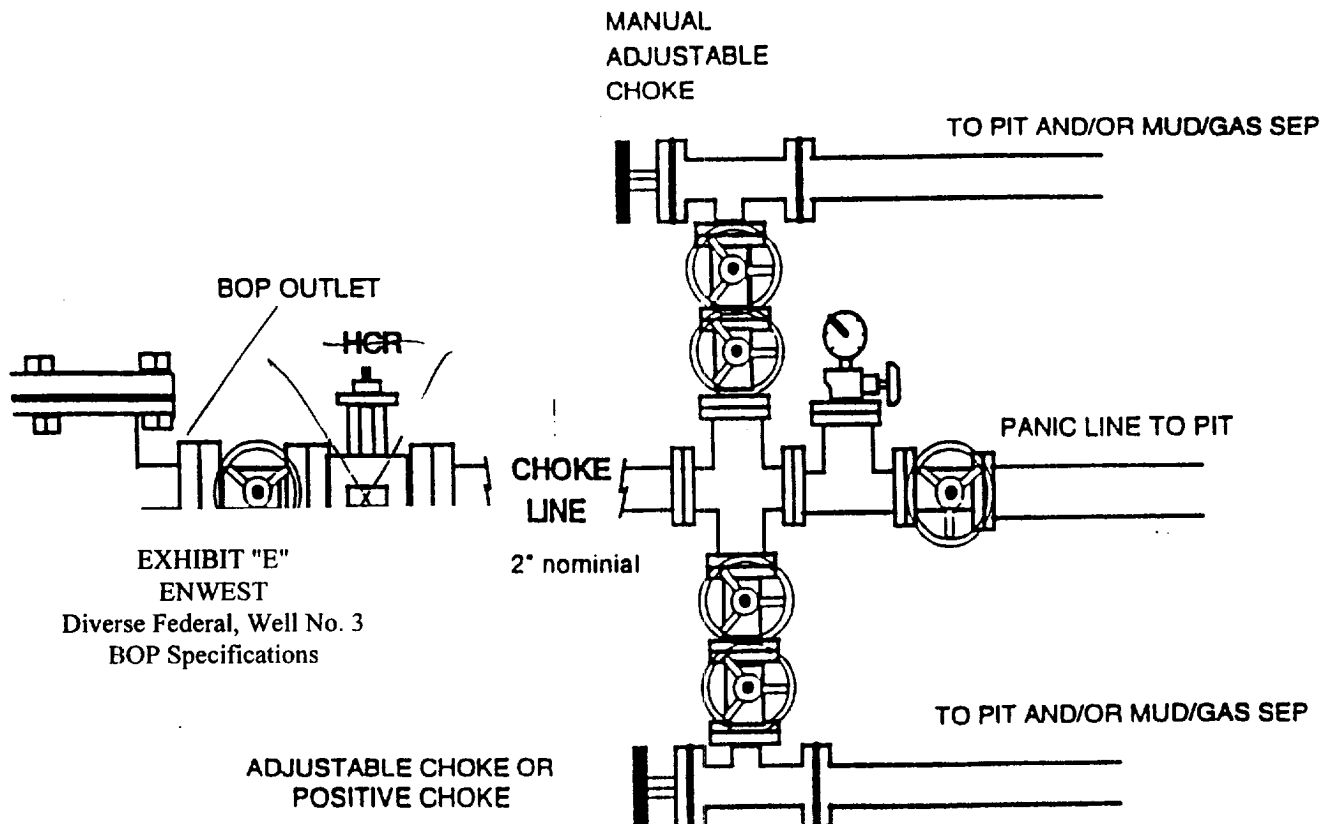 MANUAL
ADJUSTABLE
CHOKE
TO PIT AND/OR MUD/GAS SEP
BOP OUTLET
HCR
PANIC LINE TO PIT
CHOKE
LINE
2" nominial
EXHIBIT "E"
ENWEST
Diverse Federal, Well No. 3
BOP Specifications
TO PIT AND/OR MUD/GAS SEP
ADJUSTABLE CHOKE OR
POSITIVE CHOKE